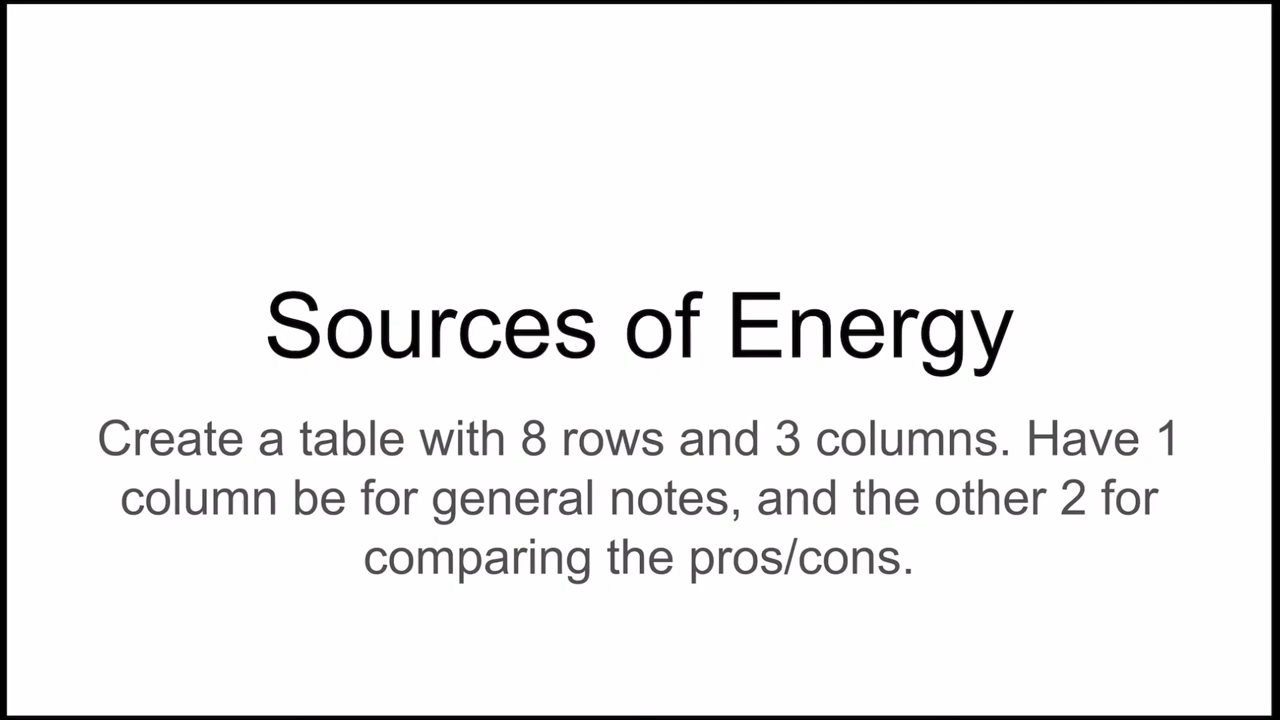 Sources of Energy
Create a table with 8 rows and 3 columns. Have 1
column be for general notes, and the other 2 for
comparing the pros/cons.